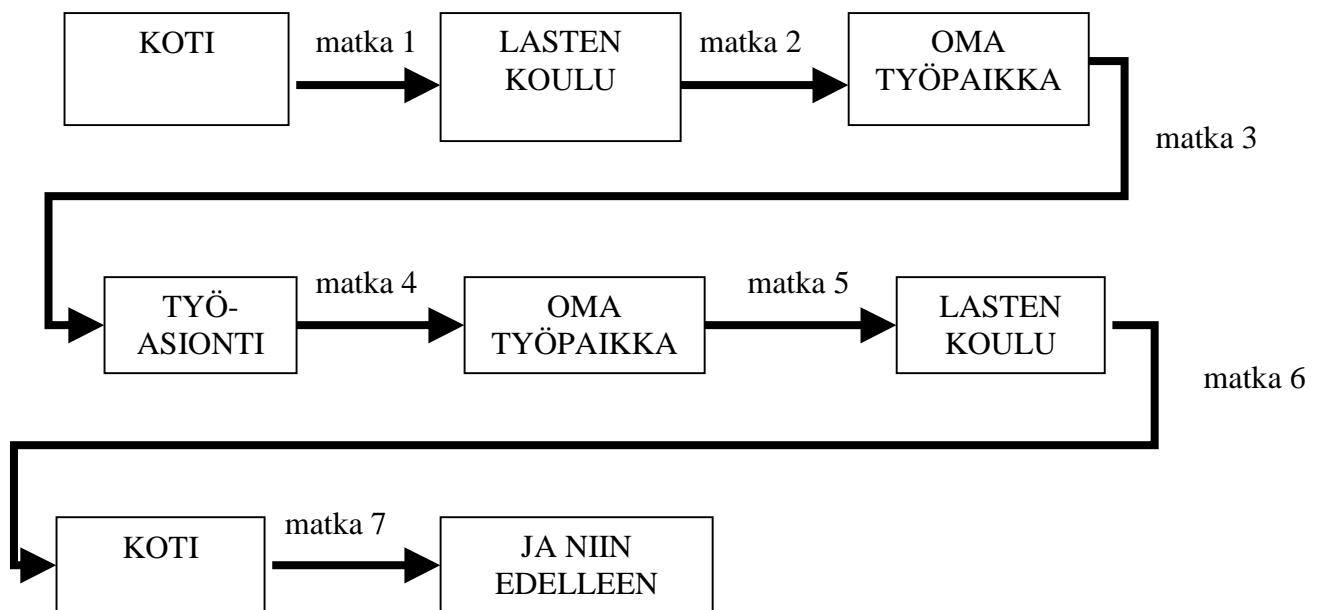 KOTI
matka 1
LASTEN
KOULU
matka 2
OMA
TYÖPAIKKA
matka 3
TYÖ-
ASIONTI
matka 4
OMA
TYÖPAIKKA
matka 5
LASTEN
KOULU
matka 6
KOTI
matka 7
JA NIIN
EDELLEEN